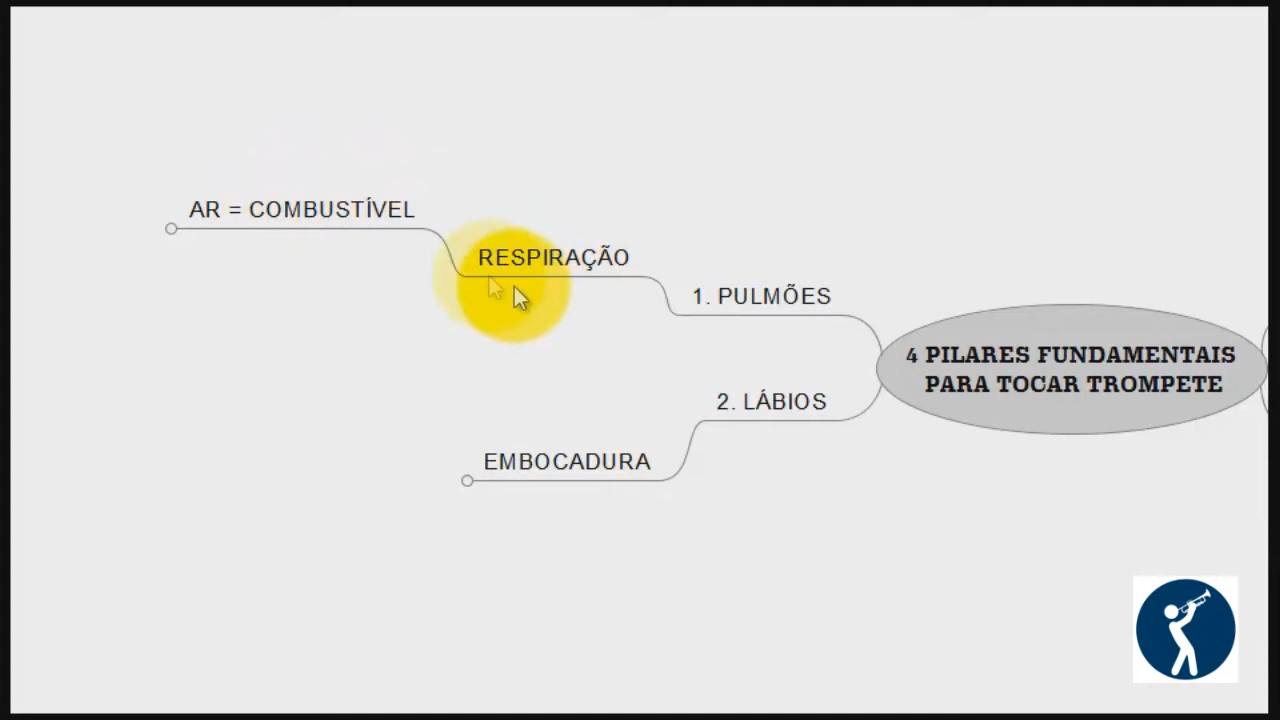 AR = COMBUSTÍVEL
RESPIRAÇÃO
1. PULMÕES
4 PILARES FUNDAMENTAIS
PARA TOCAR TROMPETE
2. LÁBIOS
EMBOCADURA